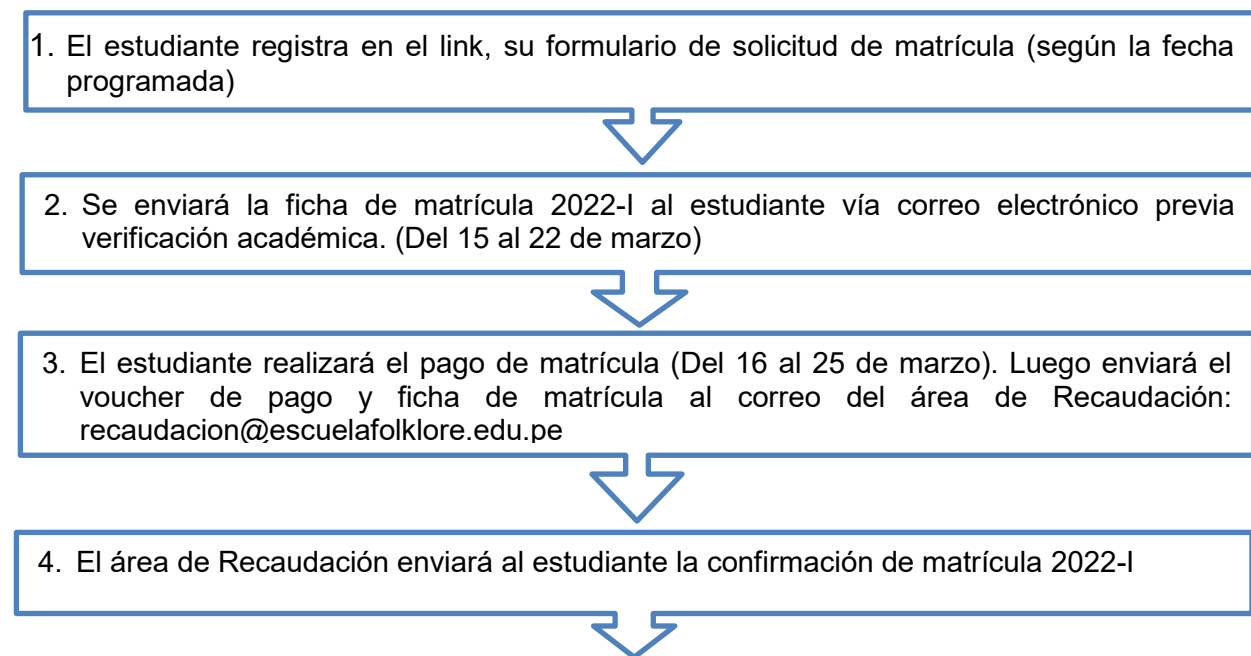 1. El estudiante registra en el link, su formulario de solicitud de matrícula (según la fecha
programada)
2. Se enviará la ficha de matrícula 2022-I al estudiante vía correo electrónico previa
verificación académica. (Del 15 al 22 de marzo)
3. El estudiante realizará el pago de matrícula (Del 16 al 25 de marzo). Luego enviará el
voucher de pago y ficha de matrícula al correo del área de Recaudación:
recaudacion@escuelafolklore.edu.pe
4. El área de Recaudación enviará al estudiante la confirmación de matrícula 2022-I